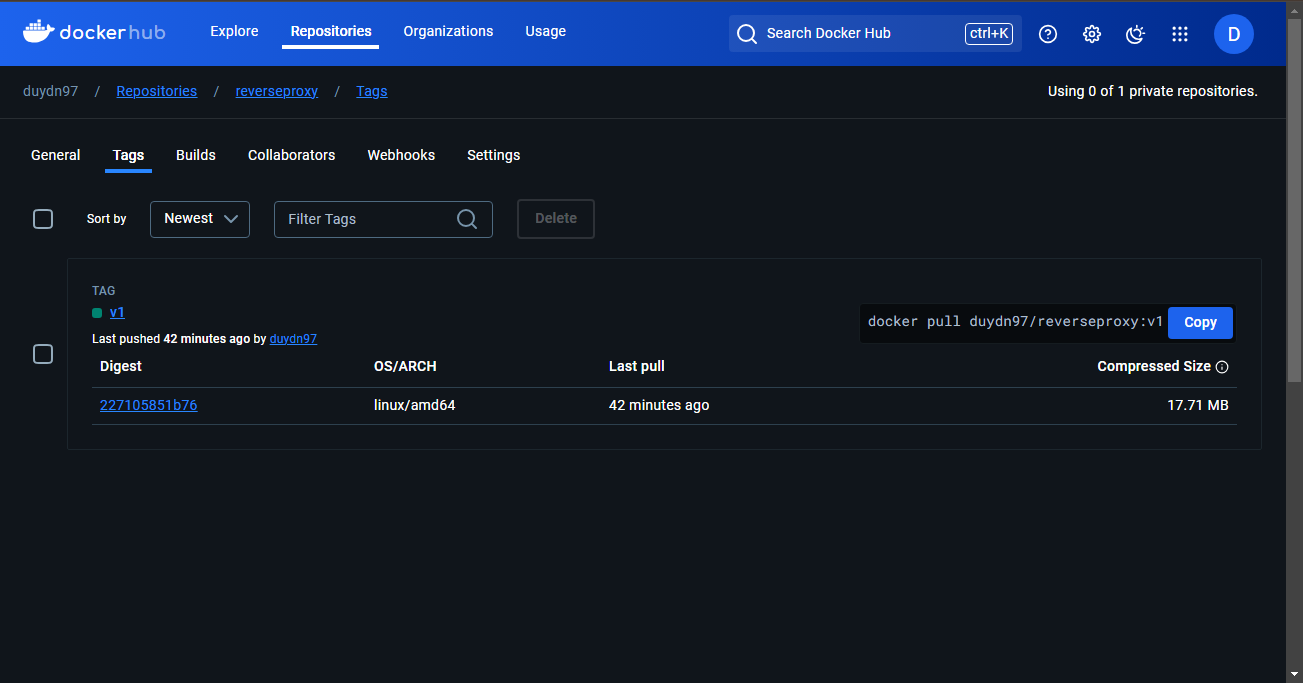 dockerhub Explore Repositories Organizations Usage Search Docker Hub ctrl+K ? D
duydn97 / Repositories / reverseproxy / Tags Using 0 of 1 private repositories.
General Tags Builds Collaborators Webhooks Settings
Sort by Newest Filter Tags Delete
TAG
v1
docker pull duydn97/reverseproxy:v1 Copy
Last pushed 42 minutes ago by duydn97
Digest OS/ARCH Last pull Compressed Size
227105851b76 linux/amd64 42 minutes ago 17.71 MB